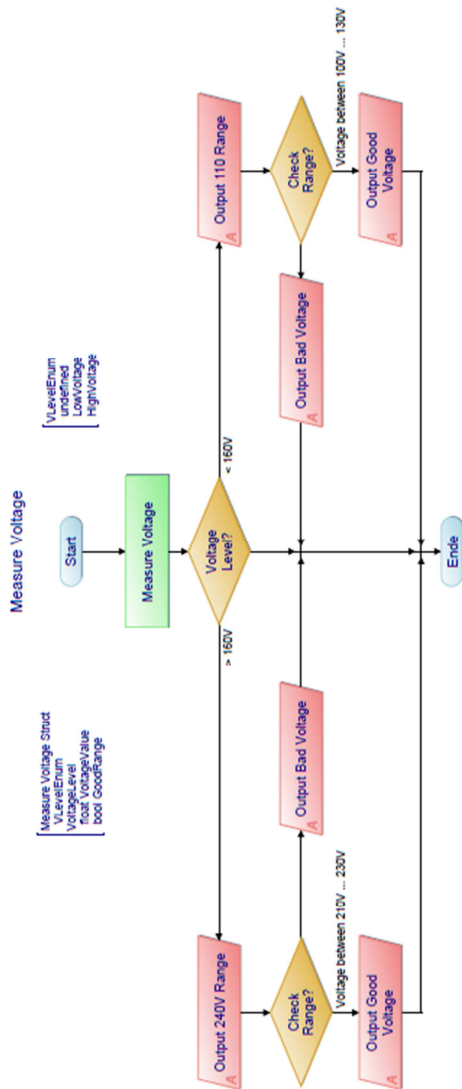 Measure Voltage
Measure Voltage Struct
VLevelEnum
VoltageLevel
float VoltageValue
bool GoodRange
VLevelEnum
undefined
LowVoltage
HighVoltage
Start
Measure Voltage
Voltage
Level?
> 160V
< 160V
Output 240V Range
A
Output 110 Range
A
Check
Range?
Output Bad Voltage
A
Output Bad Voltage
A
Check
Range?
Voltage between 210V ... 230V
Voltage between 100V ... 130V
Output Good
Voltage
A
Output Good
Voltage
A
Ende